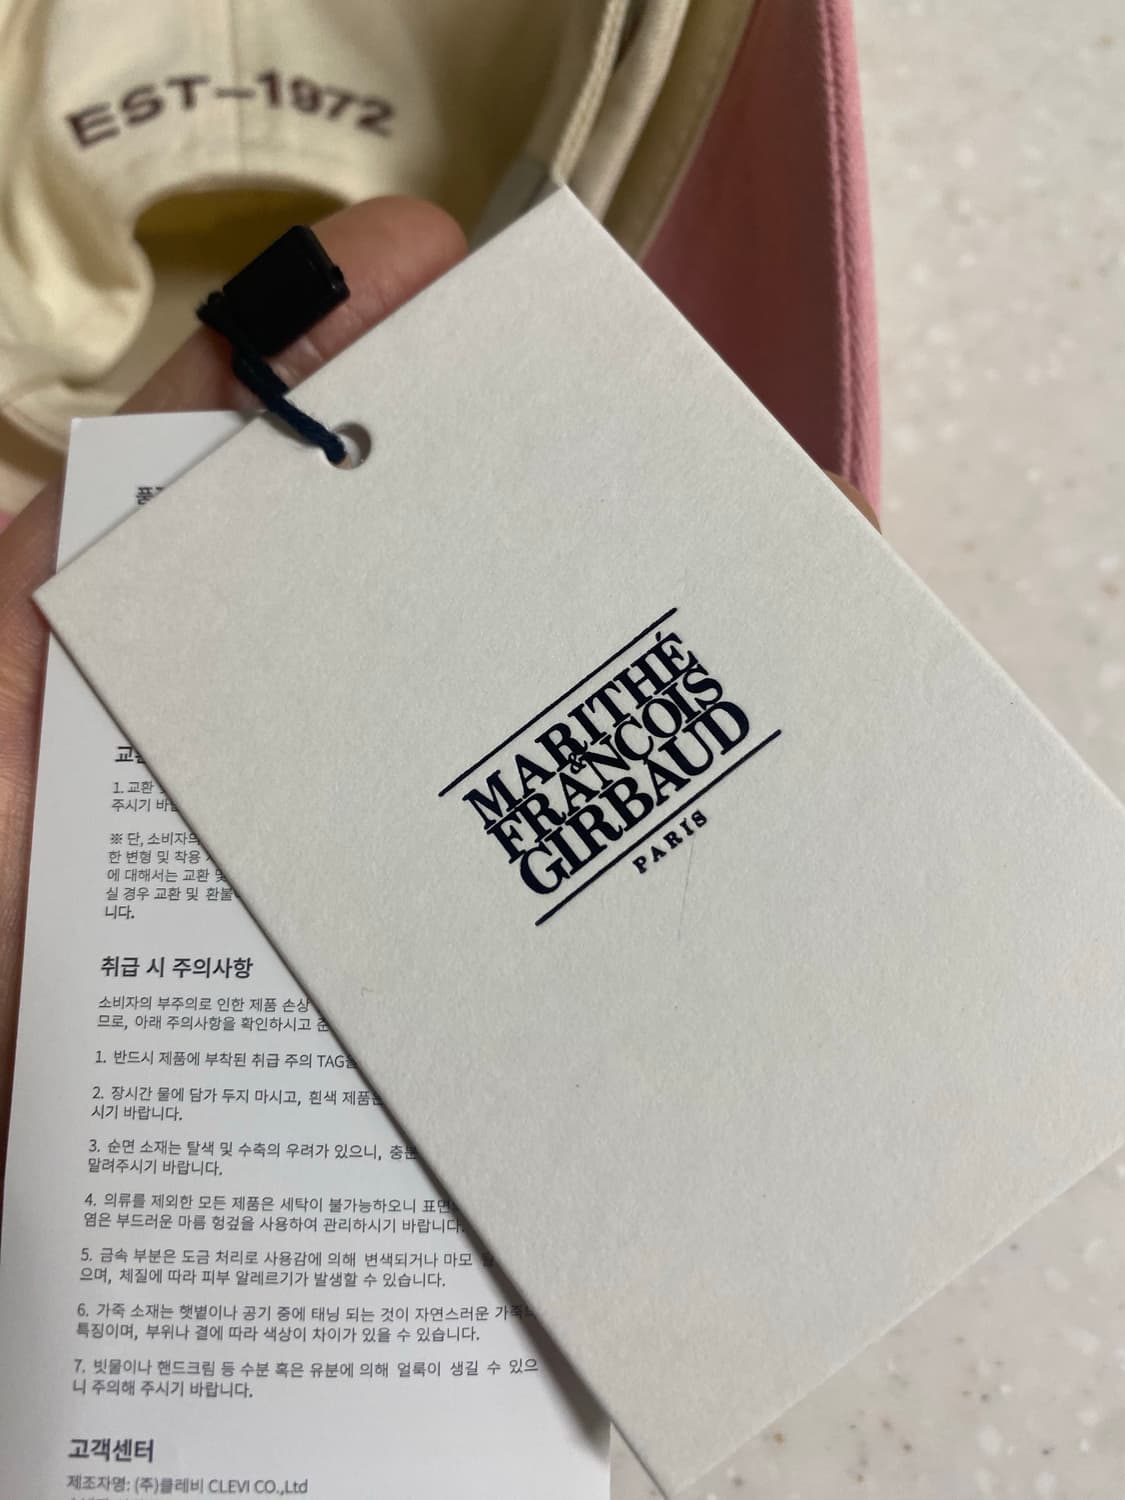 EST-1972
MARITHÉ
&
FRANÇOIS
GIRBAUD
PARIS
1. 교환
주시기
※ 단, 소비자의
한 변형 및 착용
에 대해서는 교환 및
실 경우 교환 및 환불
니다.
취급 시 주의사항
소비자의 부주의로 인한 제품 손상
므로, 아래 주의사항을 확인하시고
1. 반드시 제품에 부착된 취급 주의 TAG를
2. 장시간 물에 담가 두지 마시고, 흰색 제품은
시기 바랍니다.
3. 순면 소재는 탈색 및 수축의 우려가 있으니,
알려주시기 바랍니다.
4. 의류를 제외한 모든 제품은 세탁이 불가능하오니
염은 부드러운 마름 헝겊을 사용하여 관리하시기 바랍니다.
5. 금속 부분은 도금 처리로 사용감에 의해 변색되거나 마모
으며, 체질에 따라 피부 알레르기가 발생할 수 있습니다.
6. 가죽 소재는 햇볕이나 공기 중에 태닝 되는 것이 자연스러운
특징이며, 부위나 결에 따라 색상이 차이가 있을 수 있습니다.
7. 빗물이나 핸드크림 등 수분 혹은 유분에 의해 얼룩이 생길 수 있으
니 주의해 주시기 바랍니다.
고객센터
제조자명: (주)클레비 CLEVI CO.,Ltd